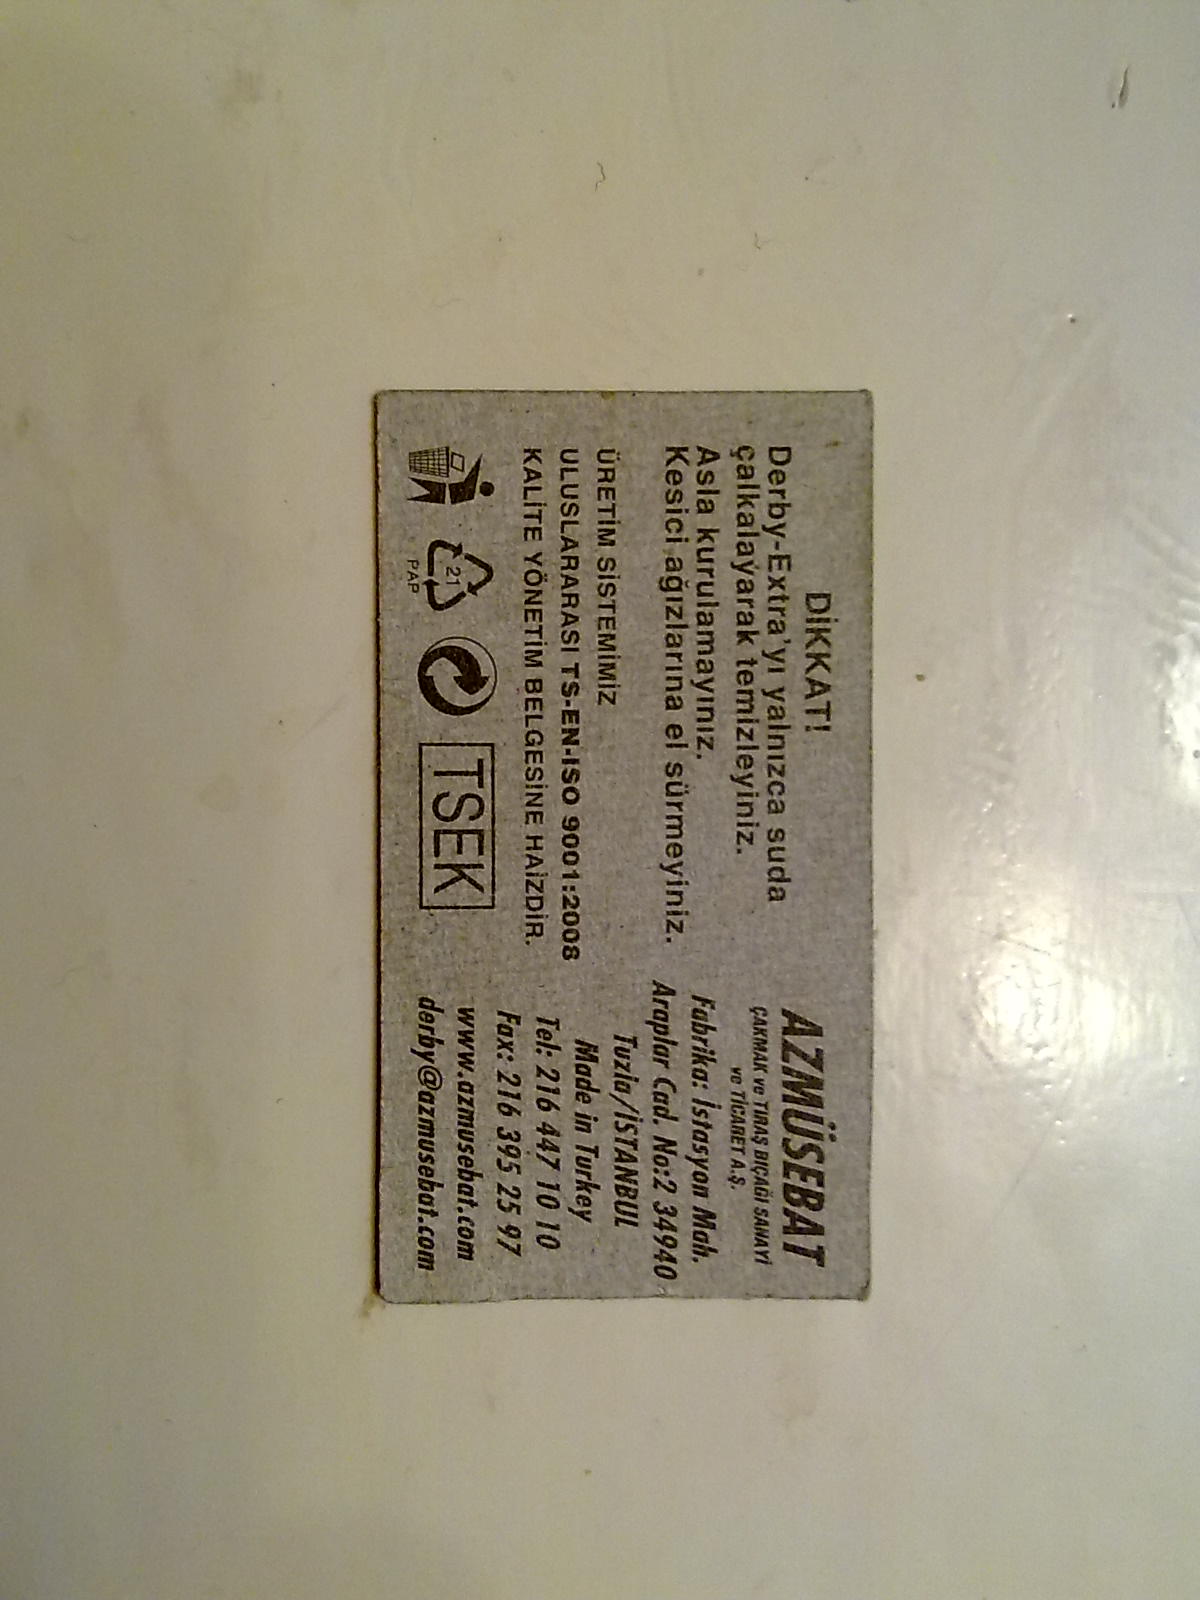 DİKKAT!
Derby-Extra'yı yalnızca suda
çalkalayarak temizleyiniz.
Asla kurulamayınız.
Kesici ağızlarına el sürmeyiniz.
ÜRETİM SİSTEMİMİZ
ULUSLARARASI TS-EN-ISO 9001:2008
KALİTE YÖNETİM BELGESİNE HAİZDİR.
21
PAP
TSEK
AZMÜSEBAT
ÇAKMAK ve TIRAŞ BIÇAĞI SANAYİ
ve TİCARET A.Ş.
Fabrika: İstasyon Mah.
Araplar Cad. No:2 34940
Tuzla/İSTANBUL
Made in Turkey
Tel: 216 447 10 10
Fax: 216 395 25 97
www.azmusebat.com
derby@azmusebat.com